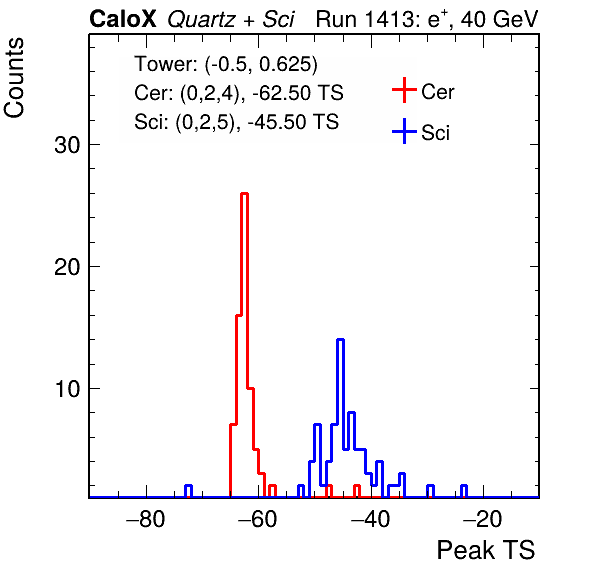 CaloX Quartz + Sci Run 1413: e⁺, 40 GeV
Counts
Tower: (-0.5, 0.625)
Cer: (0,2,4), -62.50 TS
Sci: (0,2,5), -45.50 TS
Cer
Sci
30
20
10
−80 −60 −40 −20
Peak TS